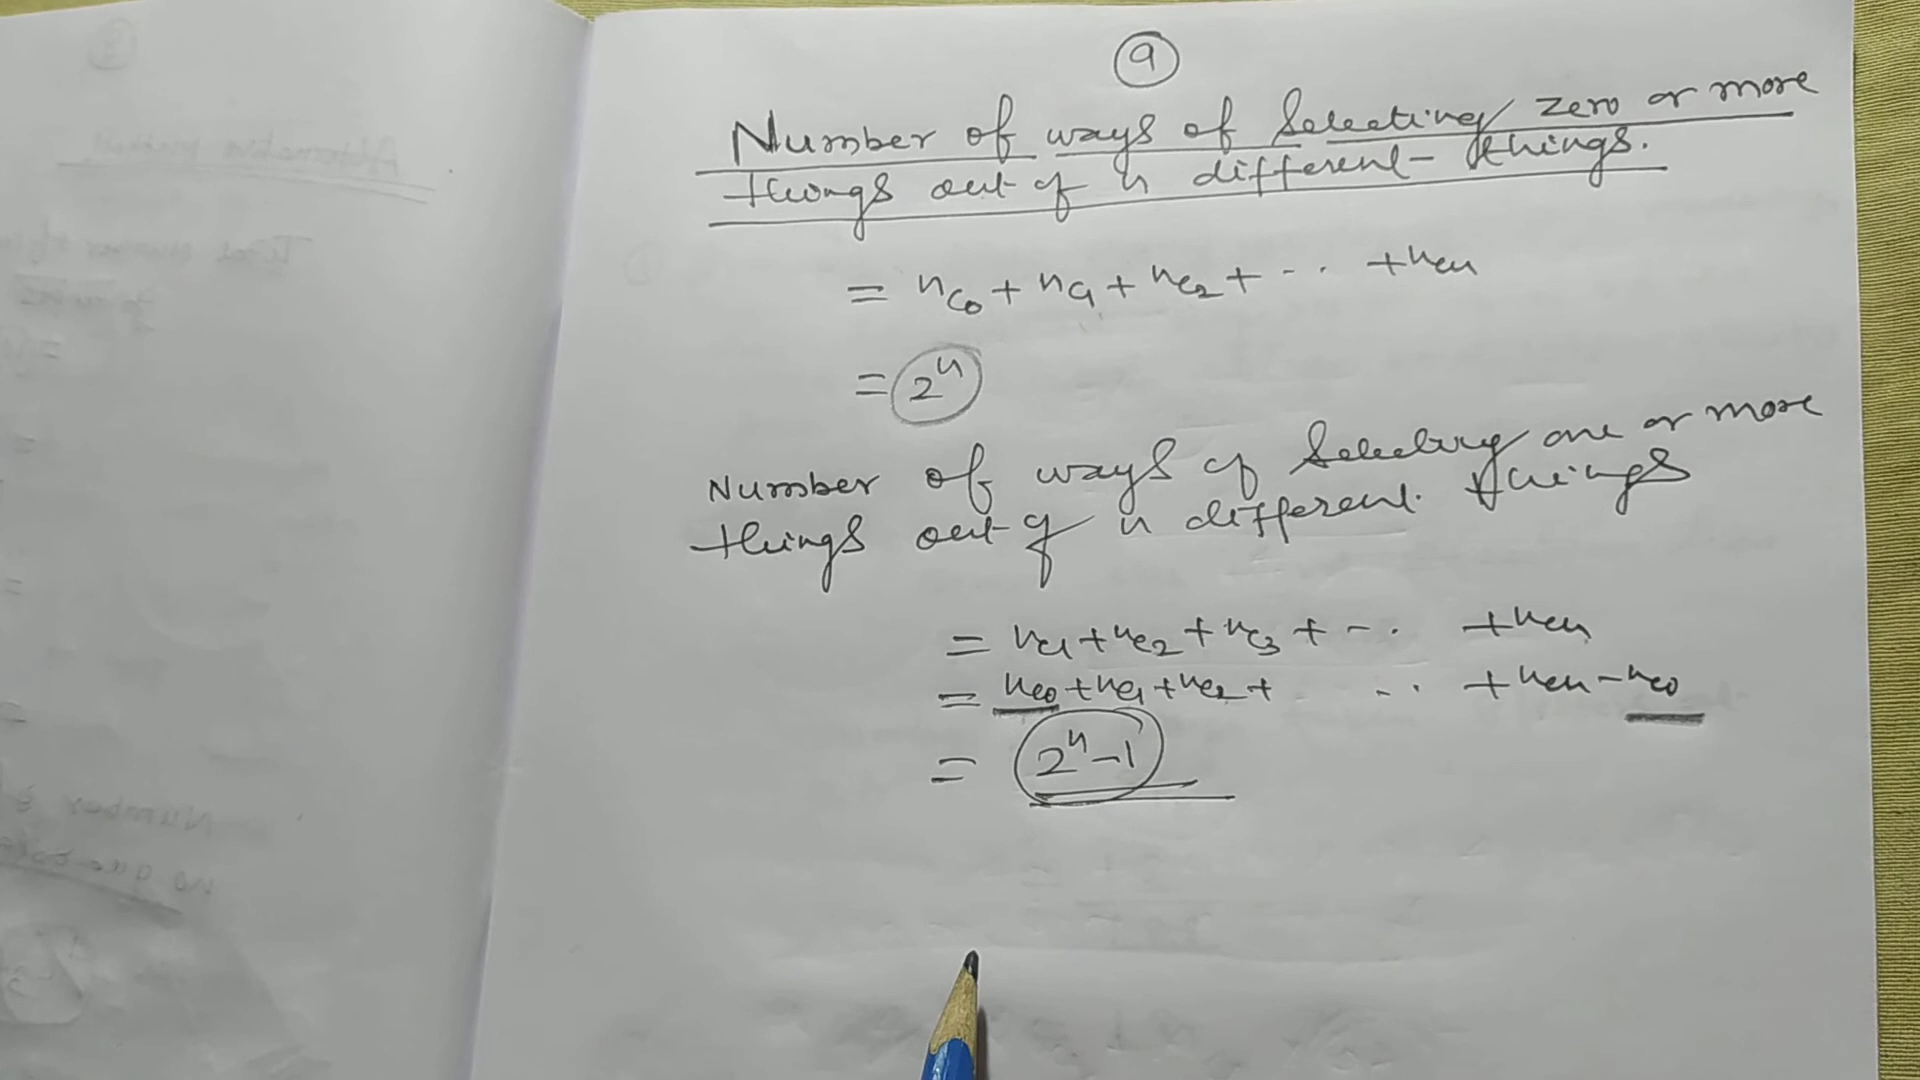 9
Number of ways of Selecting zero or more
things out of n different things.
= nc0 + nc1 + nc2 + - - . + ncn
= 2^n
Number of ways of Selecting one or more
things out of n different things
= nc1 + nc2 + nc3 + - - . + ncn
= nc0 + nc1 + nc2 + - - . + ncn - nc0
= 2^n - 1